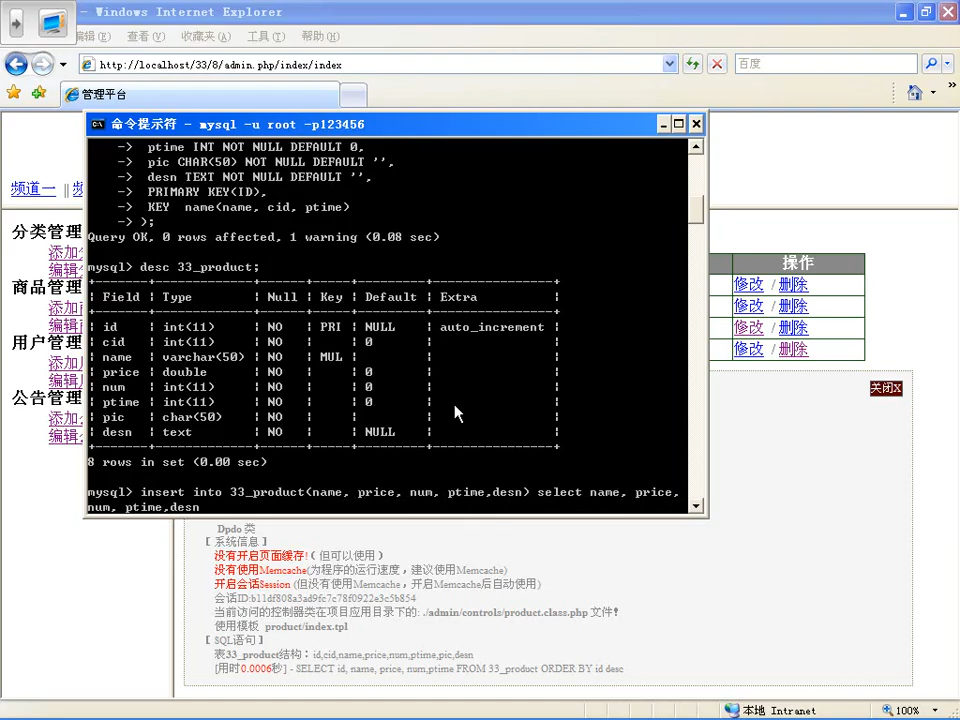 - Windows Internet Explorer
编辑(E) 查看(V) 收藏夹(A) 工具(T) 帮助(H)
http://localhost/33/8/admin.php/index/index
百度
管理平台
命令提示符 - mysql -u root -p123456
-> ptime INT NOT NULL DEFAULT 0,
-> pic CHAR(50) NOT NULL DEFAULT '',
-> desn TEXT NOT NULL DEFAULT '',
-> PRIMARY KEY(ID),
-> KEY name(name, cid, ptime)
-> );
Query OK, 0 rows affected, 1 warning (0.08 sec)
mysql> desc 33_product;
| Field | Type | Null | Key | Default | Extra |
| id | int(11) | NO | PRI | NULL | auto_increment |
| cid | int(11) | NO | | 0 | |
| name | varchar(50) | NO | MUL | | |
| price | double | NO | | 0 | |
| num | int(11) | NO | | 0 | |
| ptime | int(11) | NO | | 0 | |
| pic | char(50) | NO | | | |
| desn | text | NO | | NULL | |
8 rows in set (0.00 sec)
mysql> insert into 33_product(name, price, num, ptime,desn) select name, price,
num, ptime,desn
频道一 || 频
分类管理
添加
编辑
商品管理
添加
编辑
用户管理
添加
编辑
公告管理
添加
编辑
操作
修改 / 删除
修改 / 删除
修改 / 删除
修改 / 删除
关闭X
Dpdo 类
[ 系统信息 ]
没有开启页面缓存!( 但可以使用 )
没有使用Memcache(为程序的运行速度，建议使用Memcache)
开启会话Session (但没有使用Memcache，开启Memcache后自动使用)
会话ID:b11df808a3ad9fc7c78f0922e3c5b854
当前访问的控制器类在项目应用目录下的: ./admin/controls/product.class.php 文件!
使用模板 product/index.tpl
[ SQL语句 ]
表33_product结构：id,cid,name,price,num,ptime,pic,desn
[用时0.0006秒] - SELECT id, name, price, num,ptime FROM 33_product ORDER BY id desc
本地 Intranet
100%